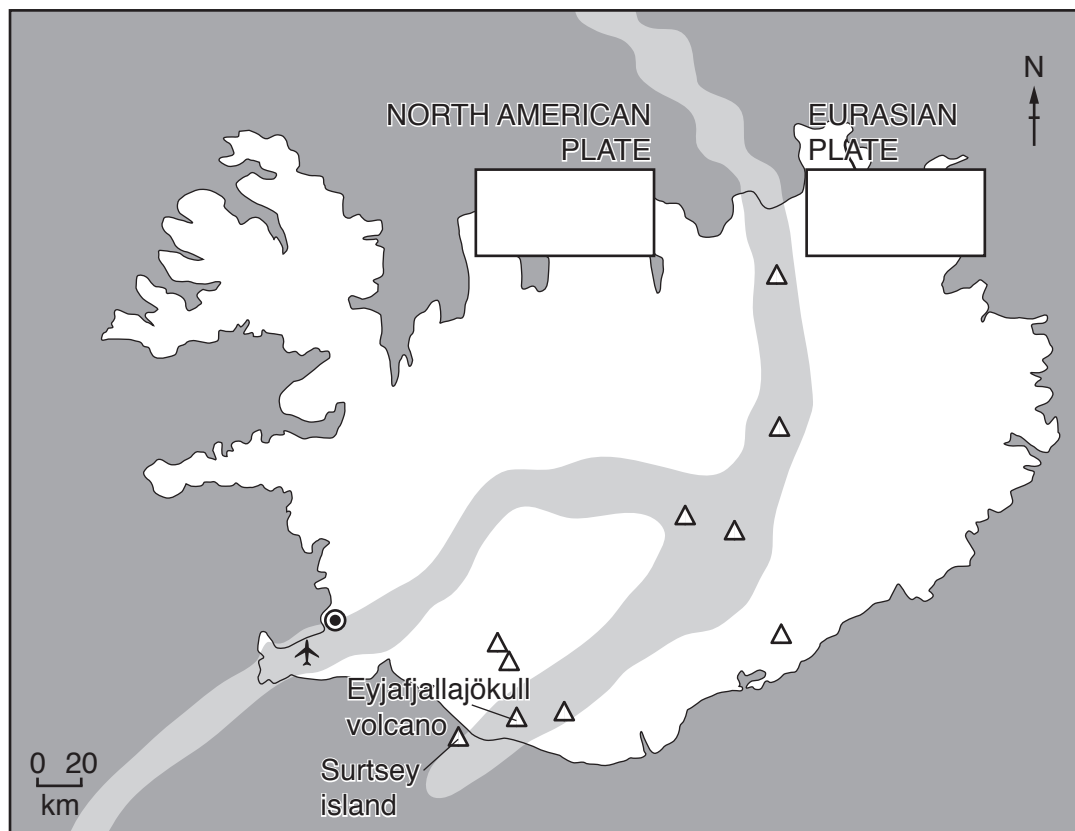 N
NORTH AMERICAN
PLATE
EURASIAN
PLATE
Eyjafjallajökull
volcano
Surtsey
island
0 20
km